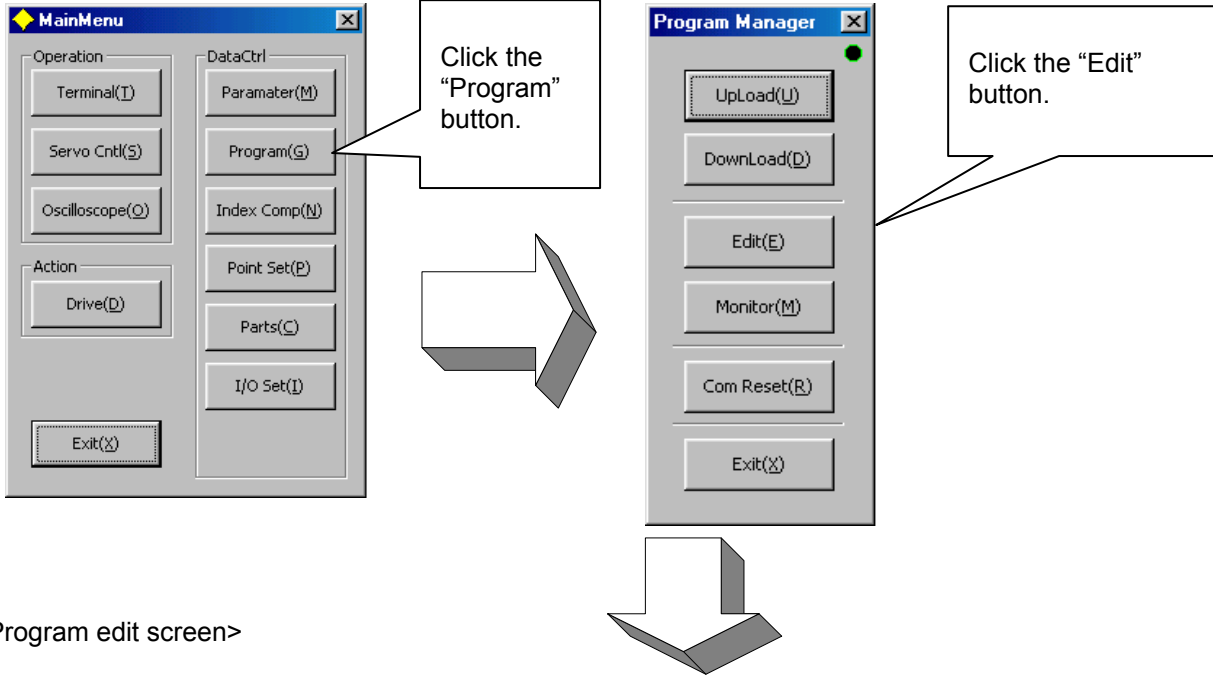 MainMenu
Operation
Terminal(T)
Servo Cntl(S)
Oscilloscope(O)
Action
Drive(D)
Exit(X)
DataCtrl
Paramater(M)
Program(G)
Index Comp(N)
Point Set(P)
Parts(C)
I/O Set(I)
Click the
“Program”
button.
Program Manager
UpLoad(U)
DownLoad(D)
Edit(E)
Monitor(M)
Com Reset(R)
Exit(X)
Click the “Edit”
button.
Program edit screen>